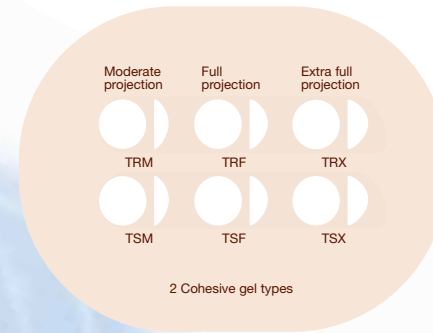 Moderate projection
Full projection
Extra full projection
TRM TRF TRX
TSM TSF TSX
2 Cohesive gel types